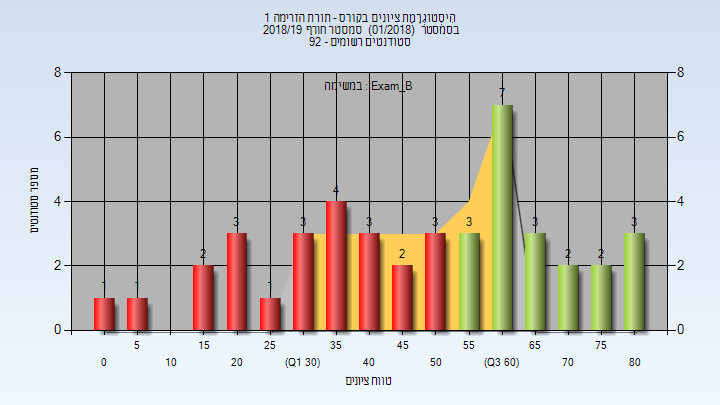 היסטוגרמת ציונים בקורס - תורת הזרימה 1
בסמסטר (01/2018) סמסטר חורף 2018/19
סטודנטים רשומים - 92
במשימה : Exam_B
8 8
6 6
4 4
2 2
0 0
מספר סטודנטים
1 1 2 3 1 3 4 3 2 3 3 7 3 2 2 3
5 15 25 35 45 55 65 75
0 10 20 (Q1 30) 40 50 (Q3 60) 70 80
טווח ציונים